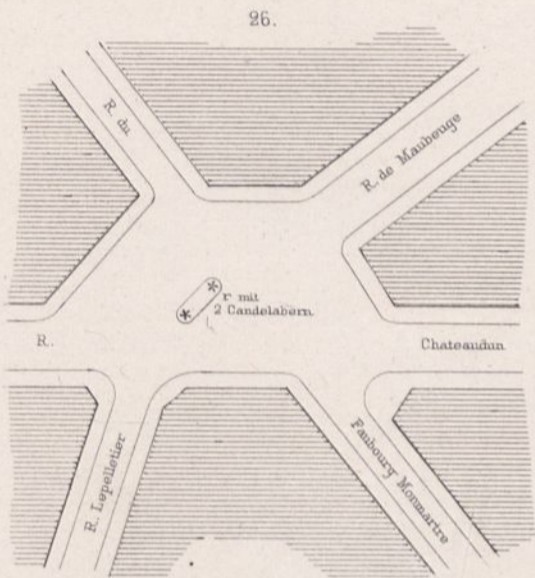 26.
R. du
R. de Maubeuge
r mit
2 Candelabern.
R.
Chateaudun
R. Lepelletier
Faubourg Monmartre